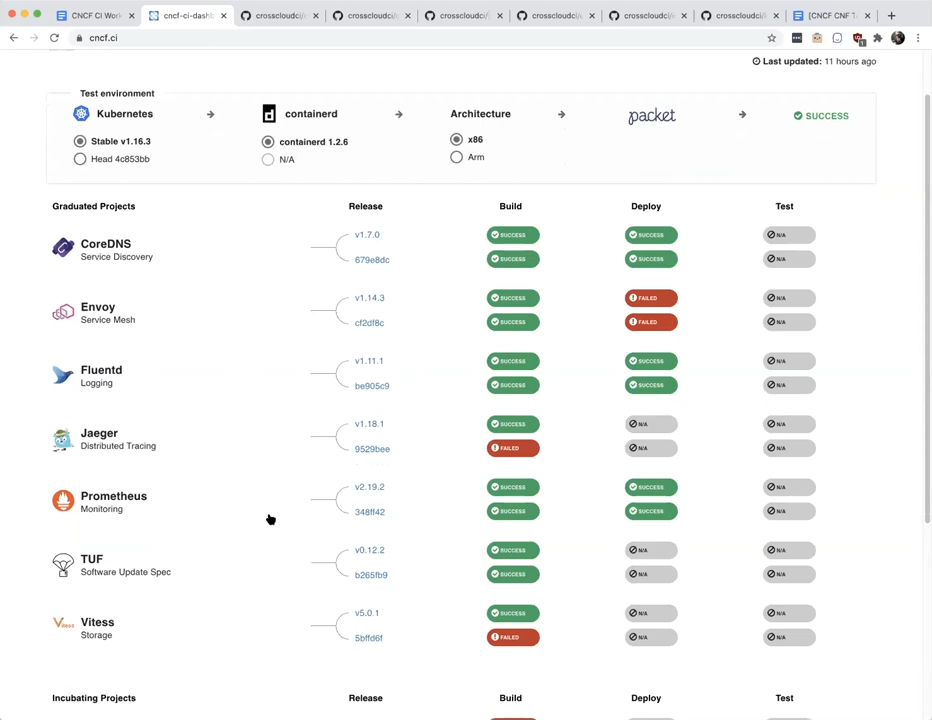 CNCF CI Work
cncf-ci-dashb
crosscloudci/
crosscloudci/c
crosscloudci/
crosscloudci/
crosscloudci/
crosscloudci/
[CNCF CNF T
cncf.ci
Last updated: 11 hours ago
Test environment
Kubernetes
containerd
Architecture
packet
SUCCESS
Stable v1.16.3
containerd 1.2.6
x86
Head 4c853bb
N/A
Arm
Graduated Projects Release Build Deploy Test
CoreDNS
Service Discovery
v1.7.0 SUCCESS SUCCESS N/A
679e8dc SUCCESS SUCCESS N/A
Envoy
Service Mesh
v1.14.3 SUCCESS FAILED N/A
cf2df8c SUCCESS FAILED N/A
Fluentd
Logging
v1.11.1 SUCCESS SUCCESS N/A
be905c9 SUCCESS SUCCESS N/A
Jaeger
Distributed Tracing
v1.18.1 SUCCESS N/A N/A
9529bee FAILED N/A N/A
Prometheus
Monitoring
v2.19.2 SUCCESS SUCCESS N/A
348ff42 SUCCESS SUCCESS N/A
TUF
Software Update Spec
v0.12.2 SUCCESS N/A N/A
b265fb9 SUCCESS N/A N/A
Vitess
Vitess
Storage
v5.0.1 SUCCESS N/A N/A
5bffd6f FAILED N/A N/A
Incubating Projects Release Build Deploy Test